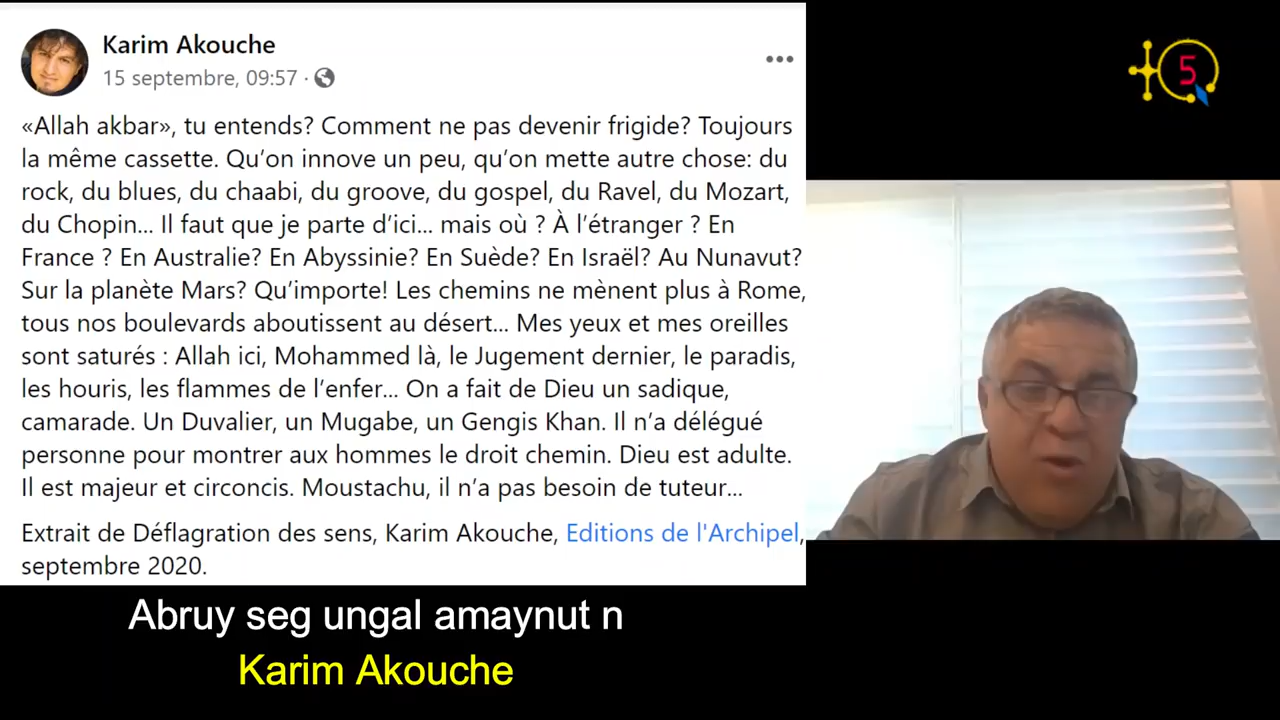 Karim Akouche
15 septembre, 09:57 ·
«Allah akbar», tu entends? Comment ne pas devenir frigide? Toujours
la même cassette. Qu’on innove un peu, qu’on mette autre chose: du
rock, du blues, du chaabi, du groove, du gospel, du Ravel, du Mozart,
du Chopin... Il faut que je parte d’ici... mais où ? À l’étranger ? En
France ? En Australie? En Abyssinie? En Suède? En Israël? Au Nunavut?
Sur la planète Mars? Qu’importe! Les chemins ne mènent plus à Rome,
tous nos boulevards aboutissent au désert... Mes yeux et mes oreilles
sont saturés : Allah ici, Mohammed là, le Jugement dernier, le paradis,
les houris, les flammes de l’enfer... On a fait de Dieu un sadique,
camarade. Un Duvalier, un Mugabe, un Gengis Khan. Il n’a délégué
personne pour montrer aux hommes le droit chemin. Dieu est adulte.
Il est majeur et circoncis. Moustachu, il n’a pas besoin de tuteur...
Extrait de Déflagration des sens, Karim Akouche, Editions de l'Archipel,
septembre 2020.
Abruy seg ungal amaynut n
Karim Akouche
5